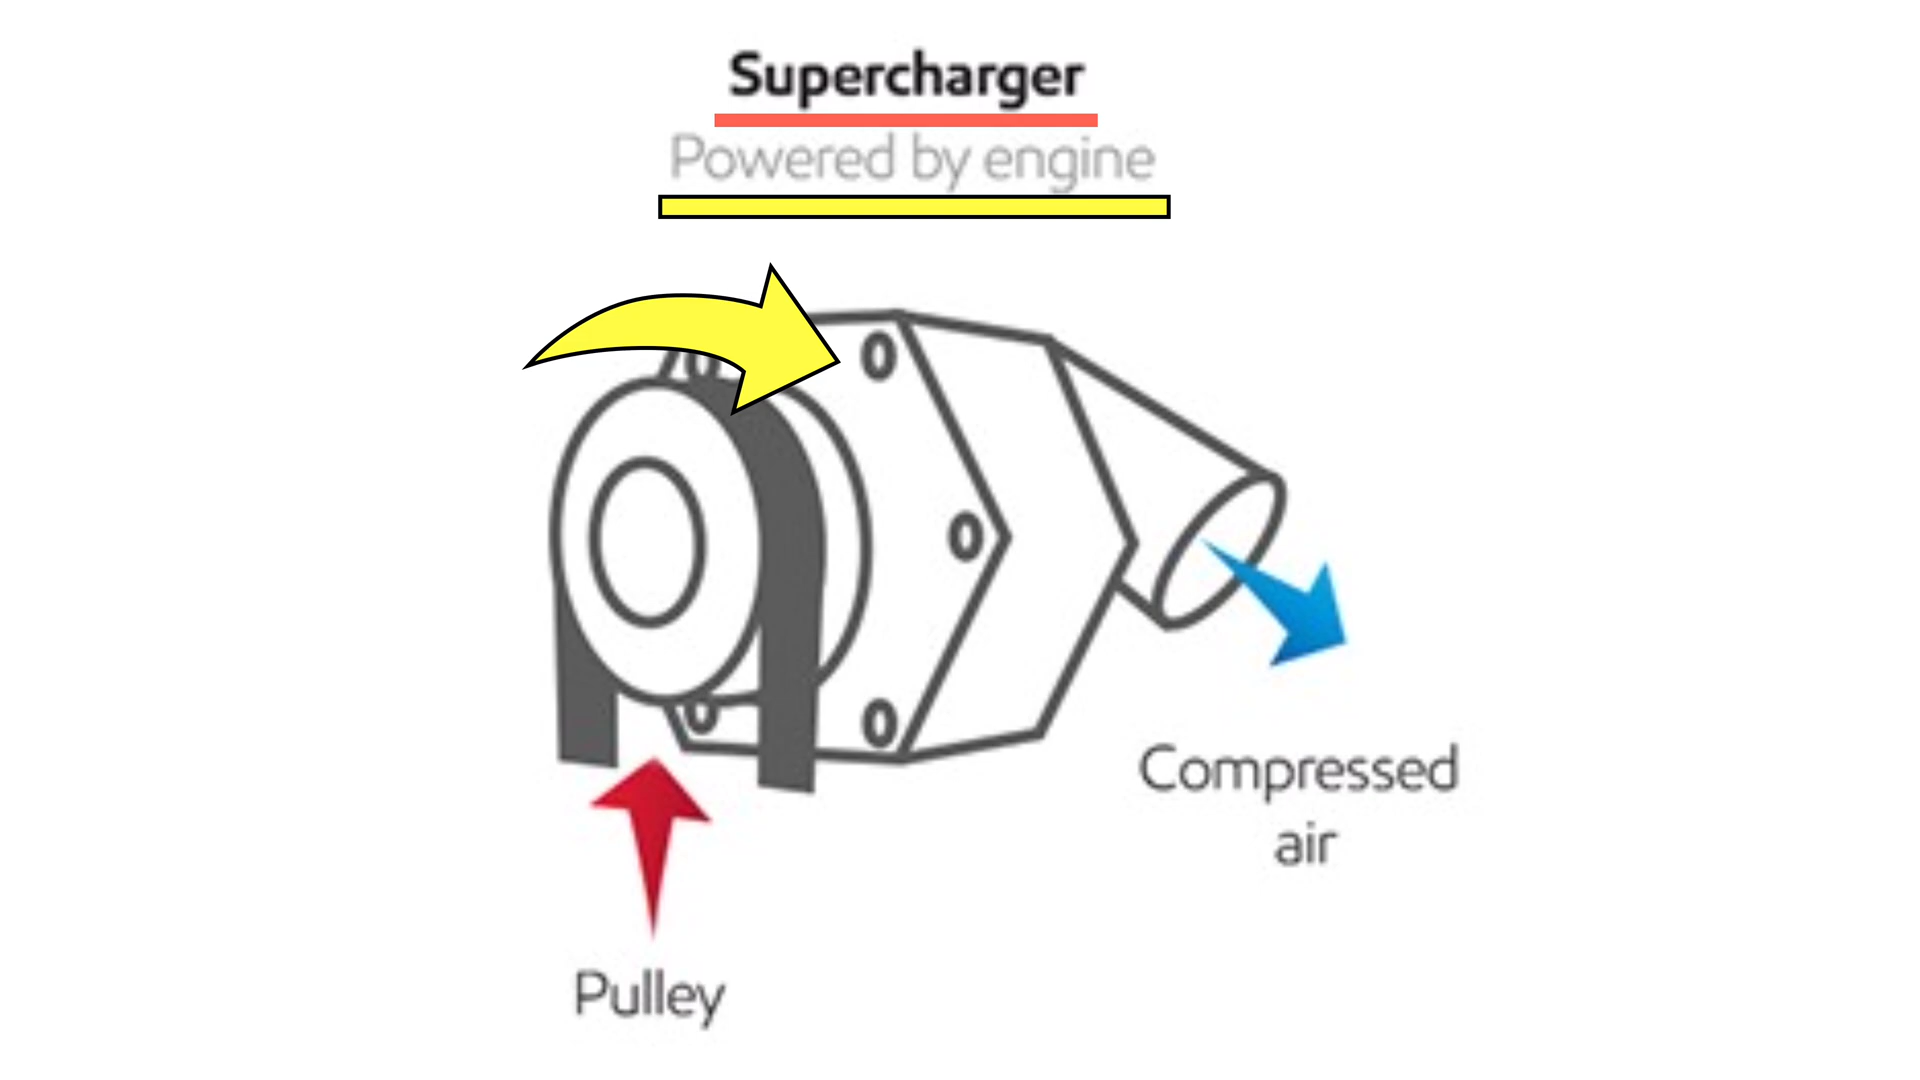 Supercharger
Powered by engine
Compressed
air
Pulley